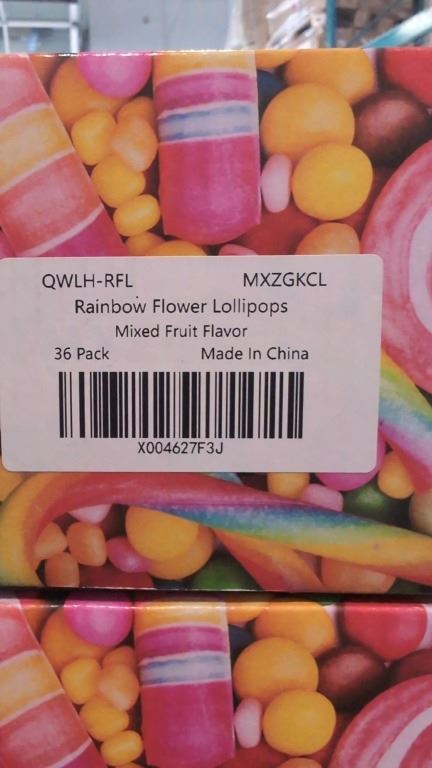 QWLH-RFL MXZGKCL
Rainbow Flower Lollipops
Mixed Fruit Flavor
36 Pack Made In China
X004627F3J